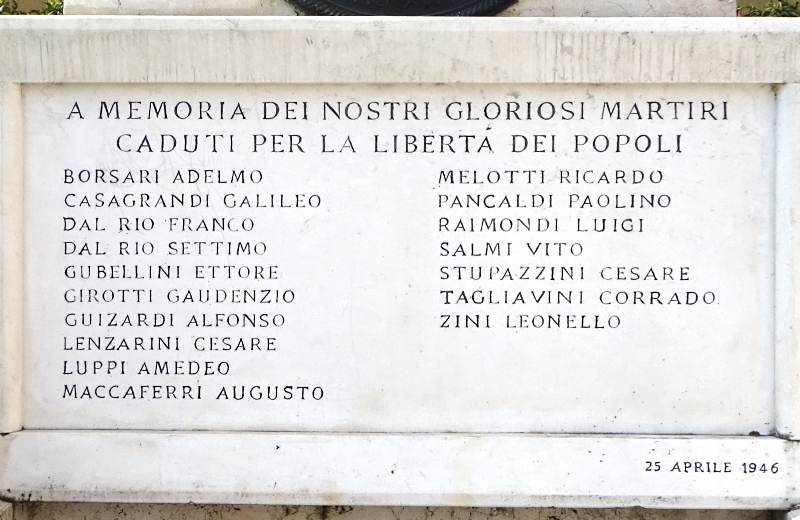 A MEMORIA DEI NOSTRI GLORIOSI MARTIRI
CADUTI PER LA LIBERTÁ DEI POPOLI
BORSARI ADELMO
CASAGRANDI GALILEO
DAL RIO FRANCO
DAL RIO SETTIMO
GUBELLINI ETTORE
GIROTTI GAUDENZIO
GUIZARDI ALFONSO
LENZARINI CESARE
LUPPI AMEDEO
MACCAFERRI AUGUSTO
MELOTTI RICARDO
PANCALDI PAOLINO
RAIMONDI LUIGI
SALMI VITO
STUPAZZINI CESARE
TAGLIAVINI CORRADO
ZINI LEONELLO
25 APRILE 1946